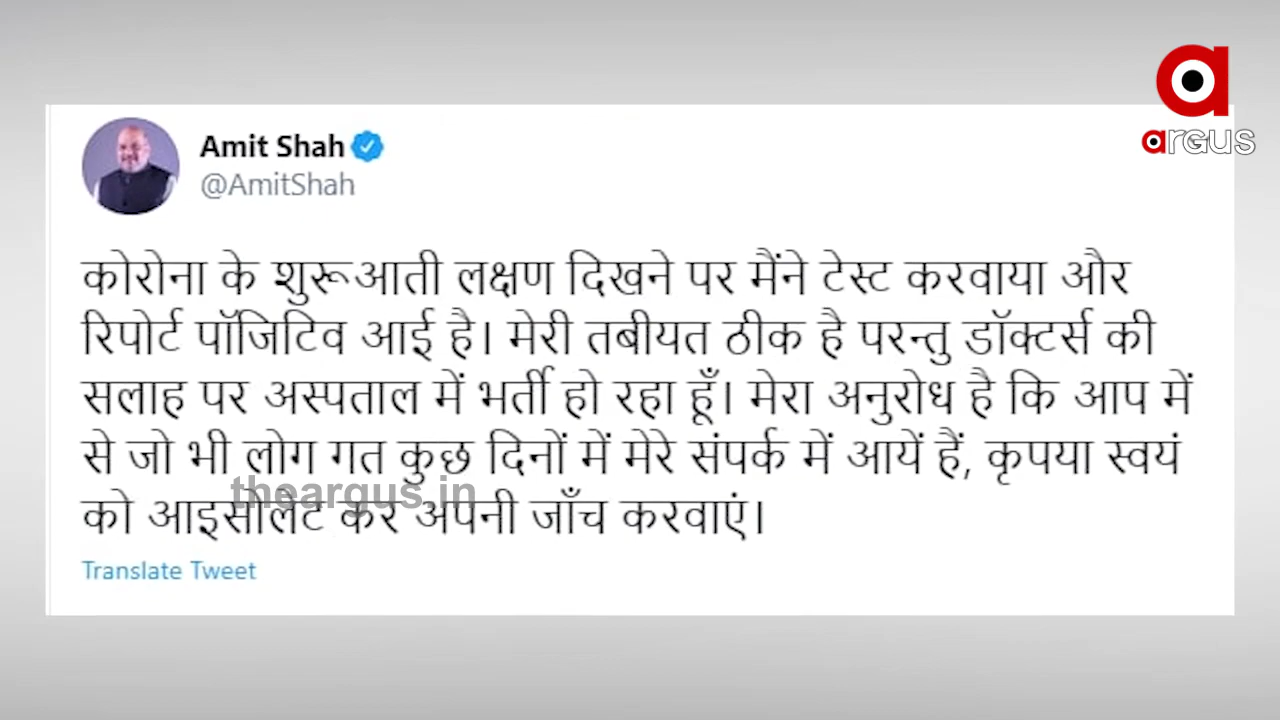 argus
Amit Shah
@AmitShah
कोरोना के शुरूआती लक्षण दिखने पर मैंने टेस्ट करवाया और
रिपोर्ट पॉजिटिव आई है। मेरी तबीयत ठीक है परन्तु डॉक्टर्स की
सलाह पर अस्पताल में भर्ती हो रहा हूँ। मेरा अनुरोध है कि आप में
से जो भी लोग गत कुछ दिनों में मेरे संपर्क में आयें हैं, कृपया स्वयं
theargus.in
को आइसोलेट कर अपनी जाँच करवाएं।
Translate Tweet